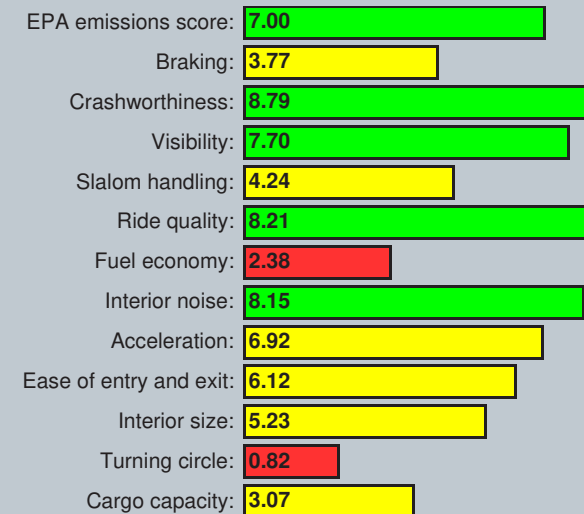 EPA emissions score: 7.00
Braking: 3.77
Crashworthiness: 8.79
Visibility: 7.70
Slalom handling: 4.24
Ride quality: 8.21
Fuel economy: 2.38
Interior noise: 8.15
Acceleration: 6.92
Ease of entry and exit: 6.12
Interior size: 5.23
Turning circle: 0.82
Cargo capacity: 3.07